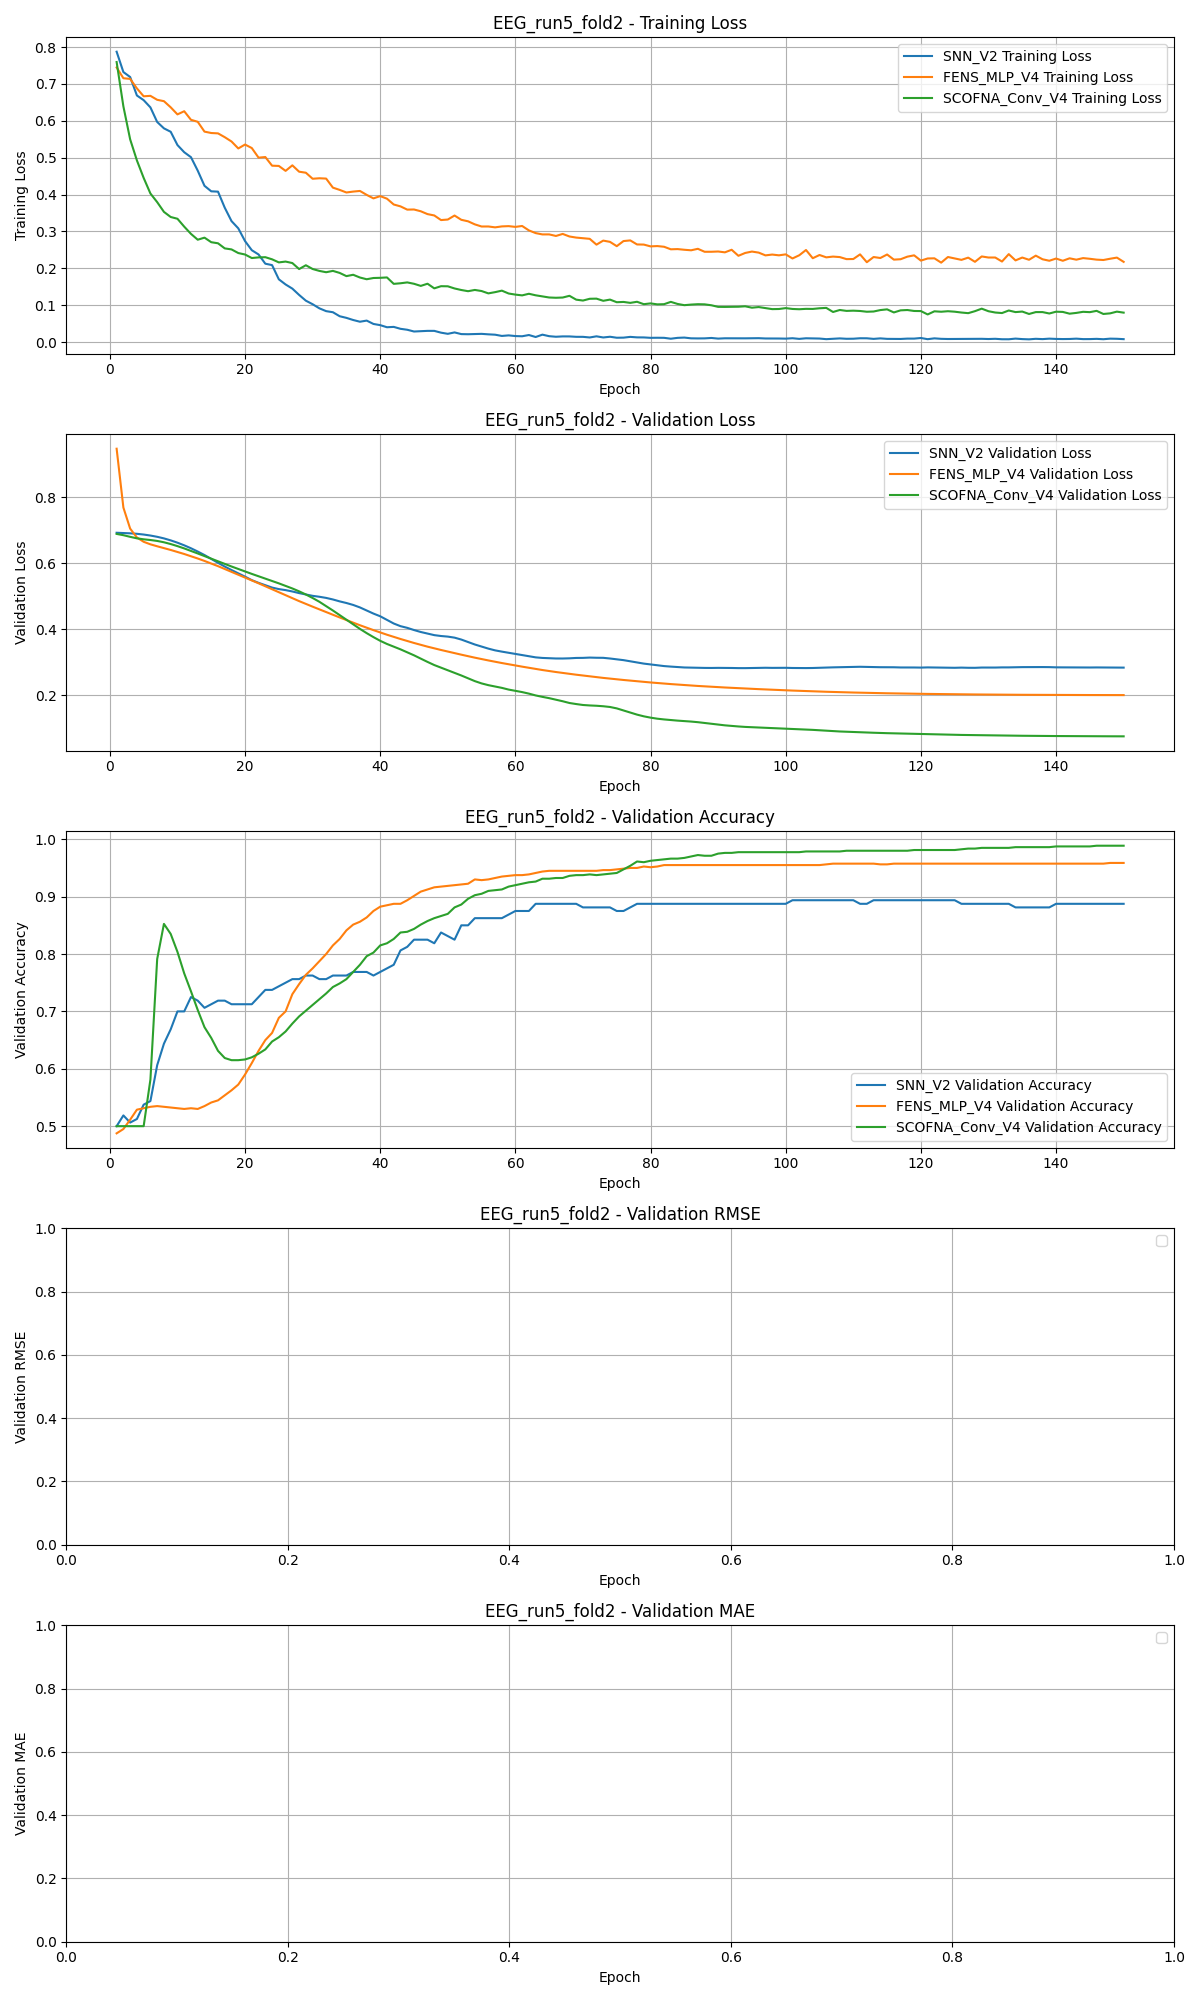 EEG_run5_fold2 - Training Loss
SNN_V2 Training Loss
FENS_MLP_V4 Training Loss
SCOFNA_Conv_V4 Training Loss
Training Loss
0.8
0.7
0.6
0.5
0.4
0.3
0.2
0.1
0.0
0 20 40 60 80 100 120 140
Epoch
EEG_run5_fold2 - Validation Loss
SNN_V2 Validation Loss
FENS_MLP_V4 Validation Loss
SCOFNA_Conv_V4 Validation Loss
Validation Loss
0.8
0.6
0.4
0.2
0 20 40 60 80 100 120 140
Epoch
EEG_run5_fold2 - Validation Accuracy
Validation Accuracy
1.0
0.9
0.8
0.7
0.6
0.5
SNN_V2 Validation Accuracy
FENS_MLP_V4 Validation Accuracy
SCOFNA_Conv_V4 Validation Accuracy
0 20 40 60 80 100 120 140
Epoch
EEG_run5_fold2 - Validation RMSE
Validation RMSE
1.0
0.8
0.6
0.4
0.2
0.0
0.0 0.2 0.4 0.6 0.8 1.0
Epoch
EEG_run5_fold2 - Validation MAE
Validation MAE
1.0
0.8
0.6
0.4
0.2
0.0
0.0 0.2 0.4 0.6 0.8 1.0
Epoch